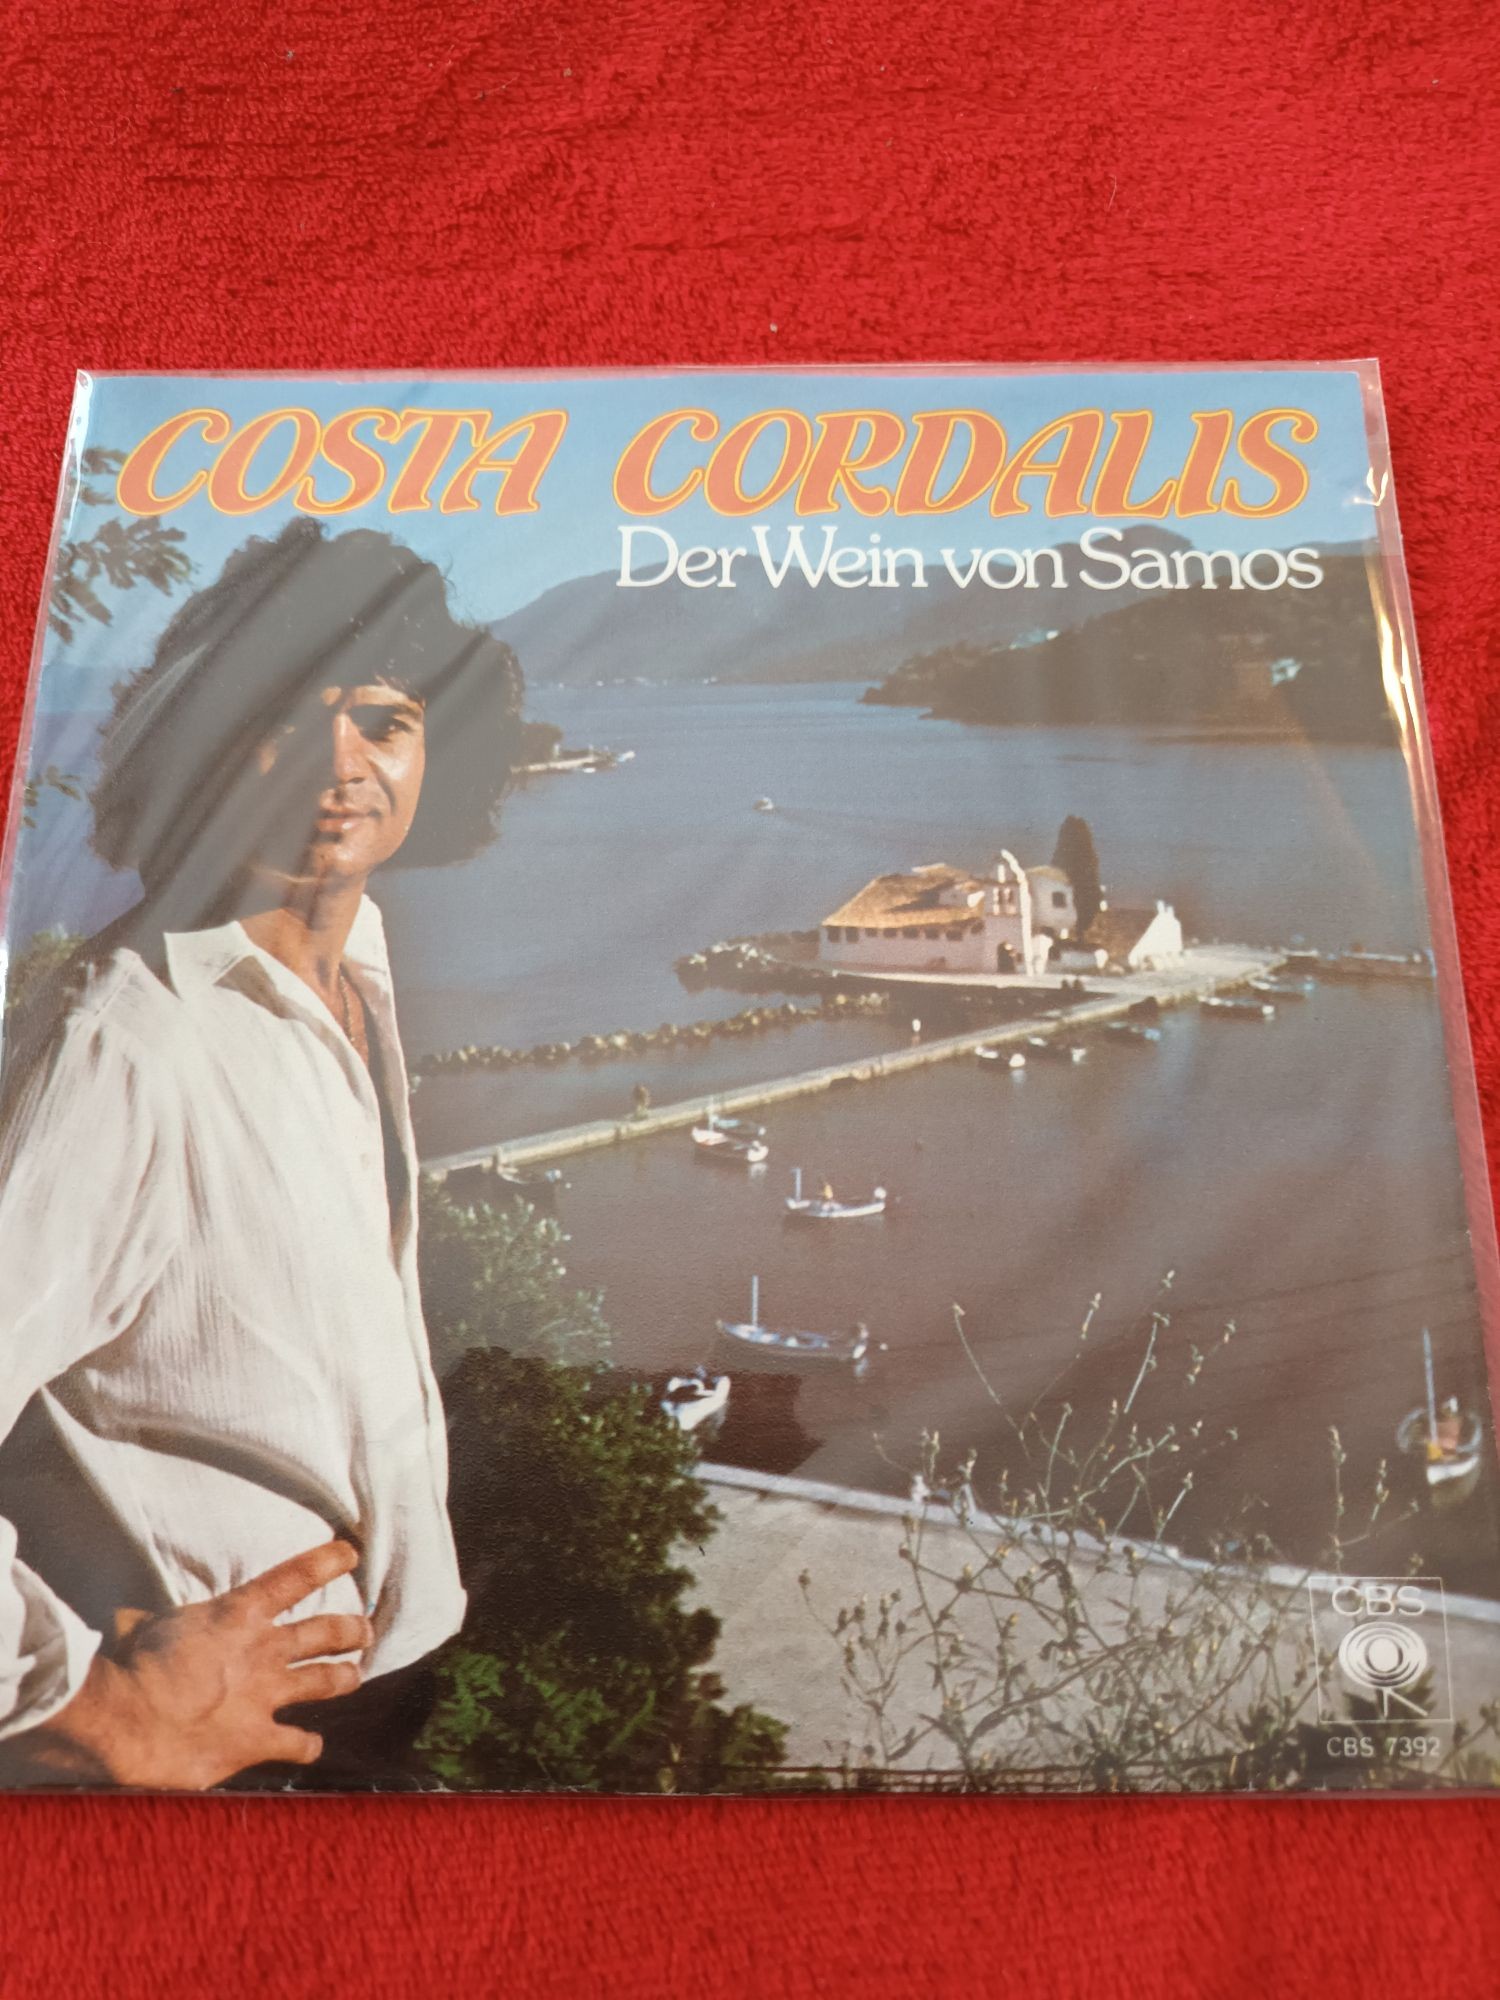 COSTA CORDALIS
Der Wein von Samos
CBS
CBS 7392